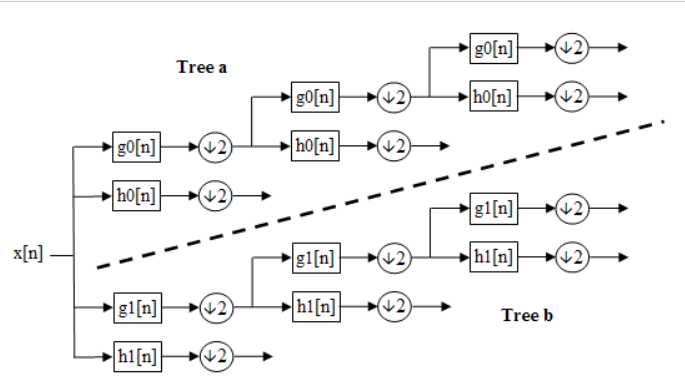 g0[n] ↓2
Tree a
g0[n] ↓2 h0[n] ↓2
g0[n] ↓2 h0[n] ↓2
h0[n] ↓2
g1[n] ↓2
x[n] g1[n] ↓2 h1[n] ↓2
g1[n] ↓2 h1[n] ↓2
Tree b
h1[n] ↓2